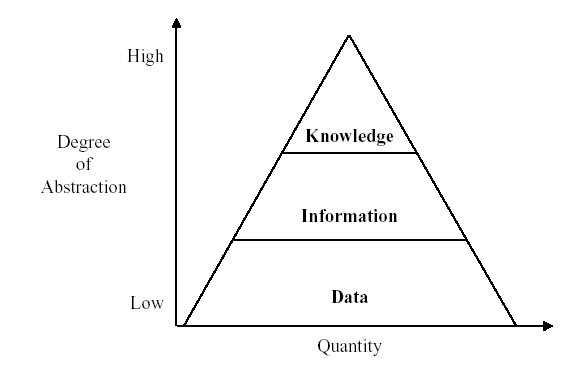 High
Knowledge
Degree
of
Abstraction
Information
Low
Data
Quantity